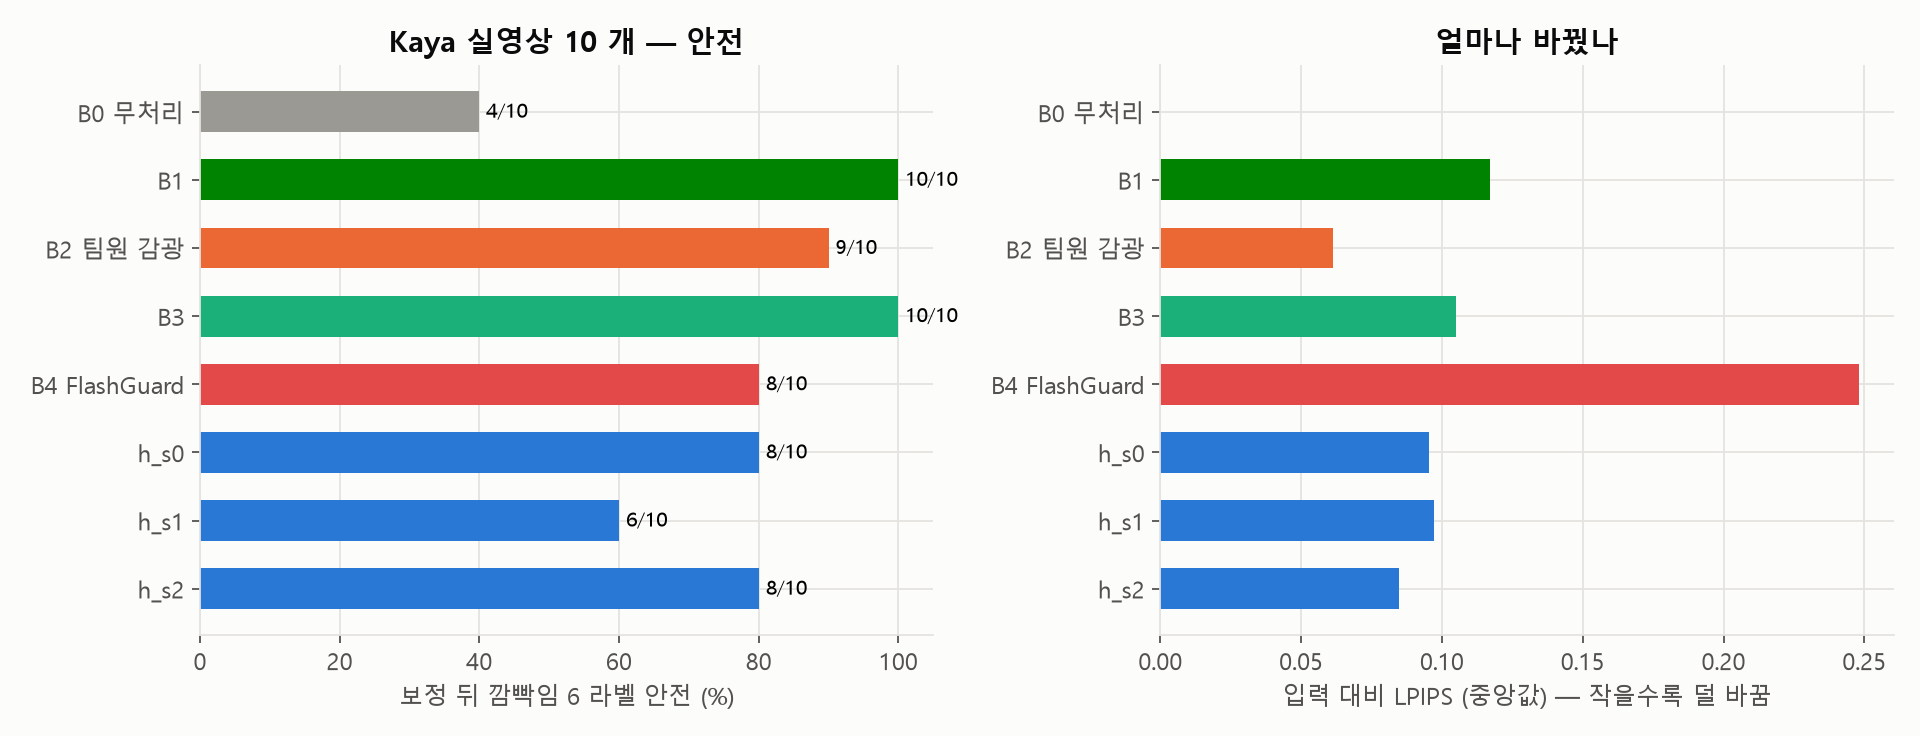 Kaya 실영상 10 개 — 안전
B0 무처리
4/10
B1
10/10
B2 팀원 감광
9/10
B3
10/10
B4 FlashGuard
8/10
h_s0
8/10
h_s1
6/10
h_s2
8/10
0 20 40 60 80 100
보정 뒤 깜빡임 6 라벨 안전 (%)
얼마나 바꿨나
B0 무처리
B1
B2 팀원 감광
B3
B4 FlashGuard
h_s0
h_s1
h_s2
0.00 0.05 0.10 0.15 0.20 0.25
입력 대비 LPIPS (중앙값) — 작을수록 덜 바꿈